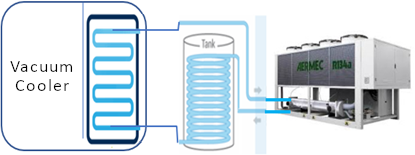 Vacuum
Cooler
Tank
AERMEC
R134a